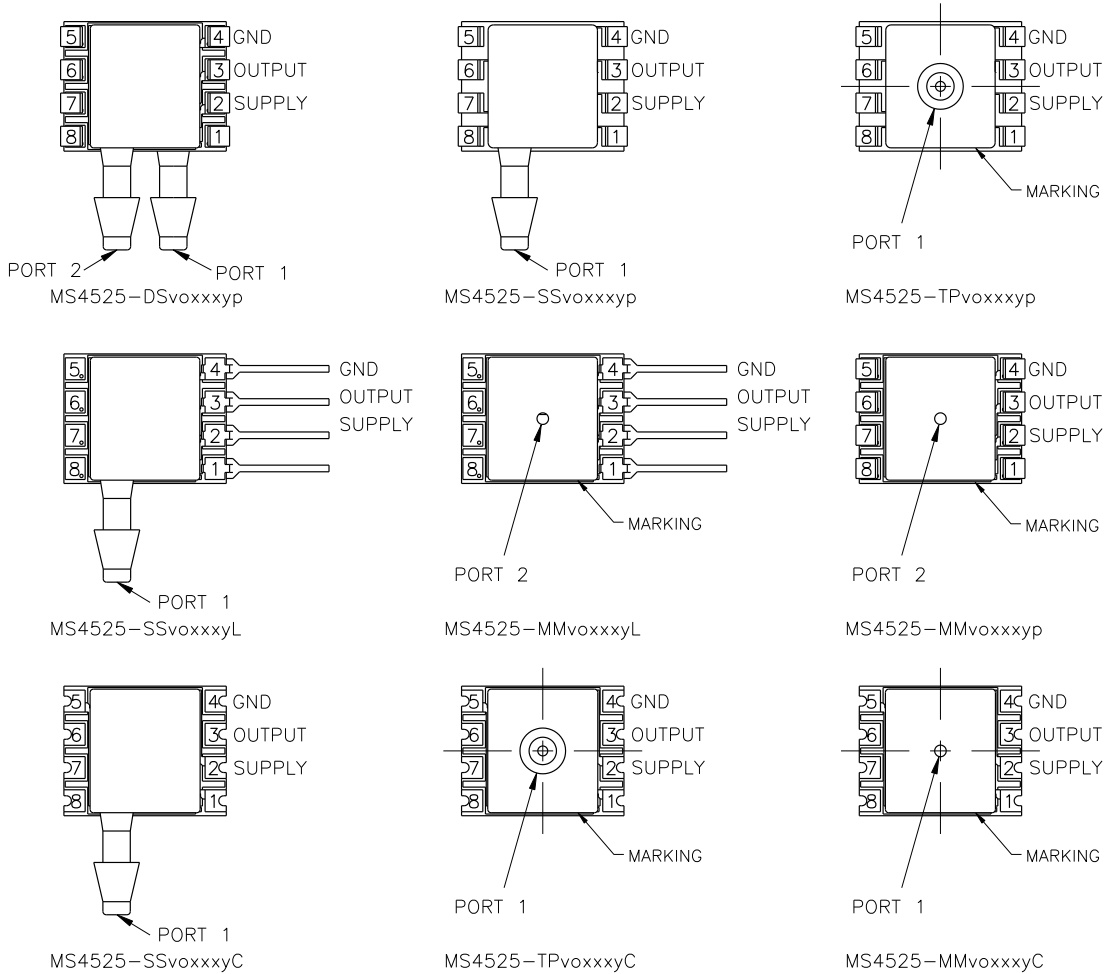 5 4 GND
6 3 OUTPUT
7 2 SUPPLY
8 1
PORT 2 PORT 1
MS4525-DSvoxxxyp
5 4 GND
6 3 OUTPUT
7 2 SUPPLY
8 1
PORT 1
MS4525-SSvoxxxyp
5 4 GND
6 3 OUTPUT
7 2 SUPPLY
8 1
MARKING
PORT 1
MS4525-TPvoxxxyp
5 4 GND
6 3 OUTPUT
7 2 SUPPLY
8 1
PORT 1
MS4525-SSvoxxxyL
5 4 GND
6 3 OUTPUT
7 2 SUPPLY
8 1
MARKING
PORT 2
MS4525-MMvoxxxyL
5 4 GND
6 3 OUTPUT
7 2 SUPPLY
8 1
MARKING
PORT 2
MS4525-MMvoxxxyp
5 4 GND
6 3 OUTPUT
7 2 SUPPLY
8 1
PORT 1
MS4525-SSvoxxxyC
5 4 GND
6 3 OUTPUT
7 2 SUPPLY
8 1
MARKING
PORT 1
MS4525-TPvoxxxyC
5 4 GND
6 3 OUTPUT
7 2 SUPPLY
8 1
MARKING
PORT 1
MS4525-MMvoxxxyC